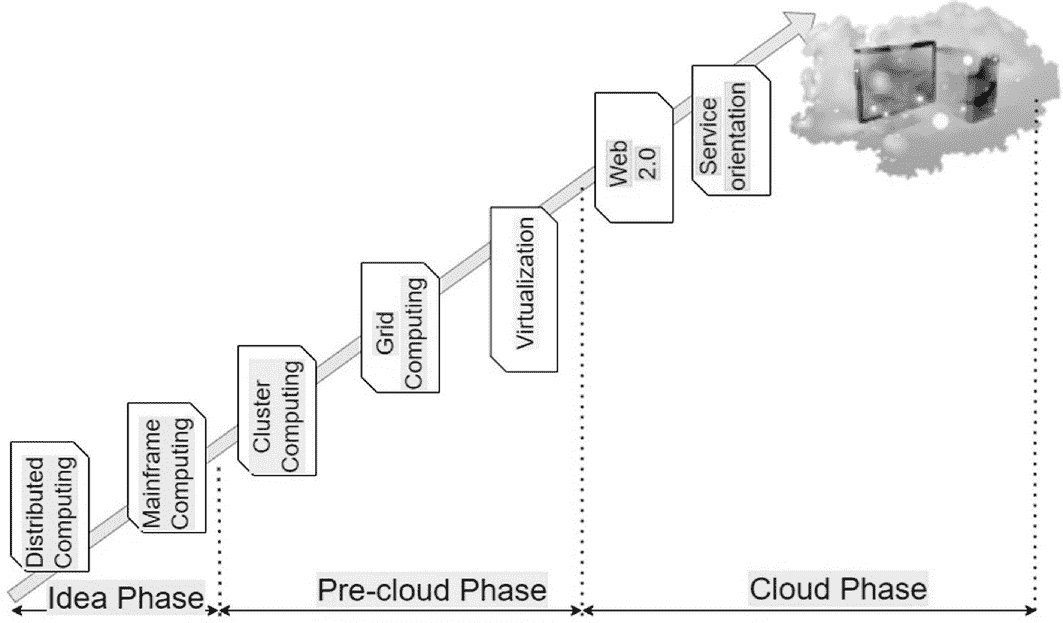 Distributed
Computing
Mainframe
Computing
Cluster
Computing
Grid
Computing
Virtualization
Web
2.0
Service
orientation
Idea Phase
Pre-cloud Phase
Cloud Phase